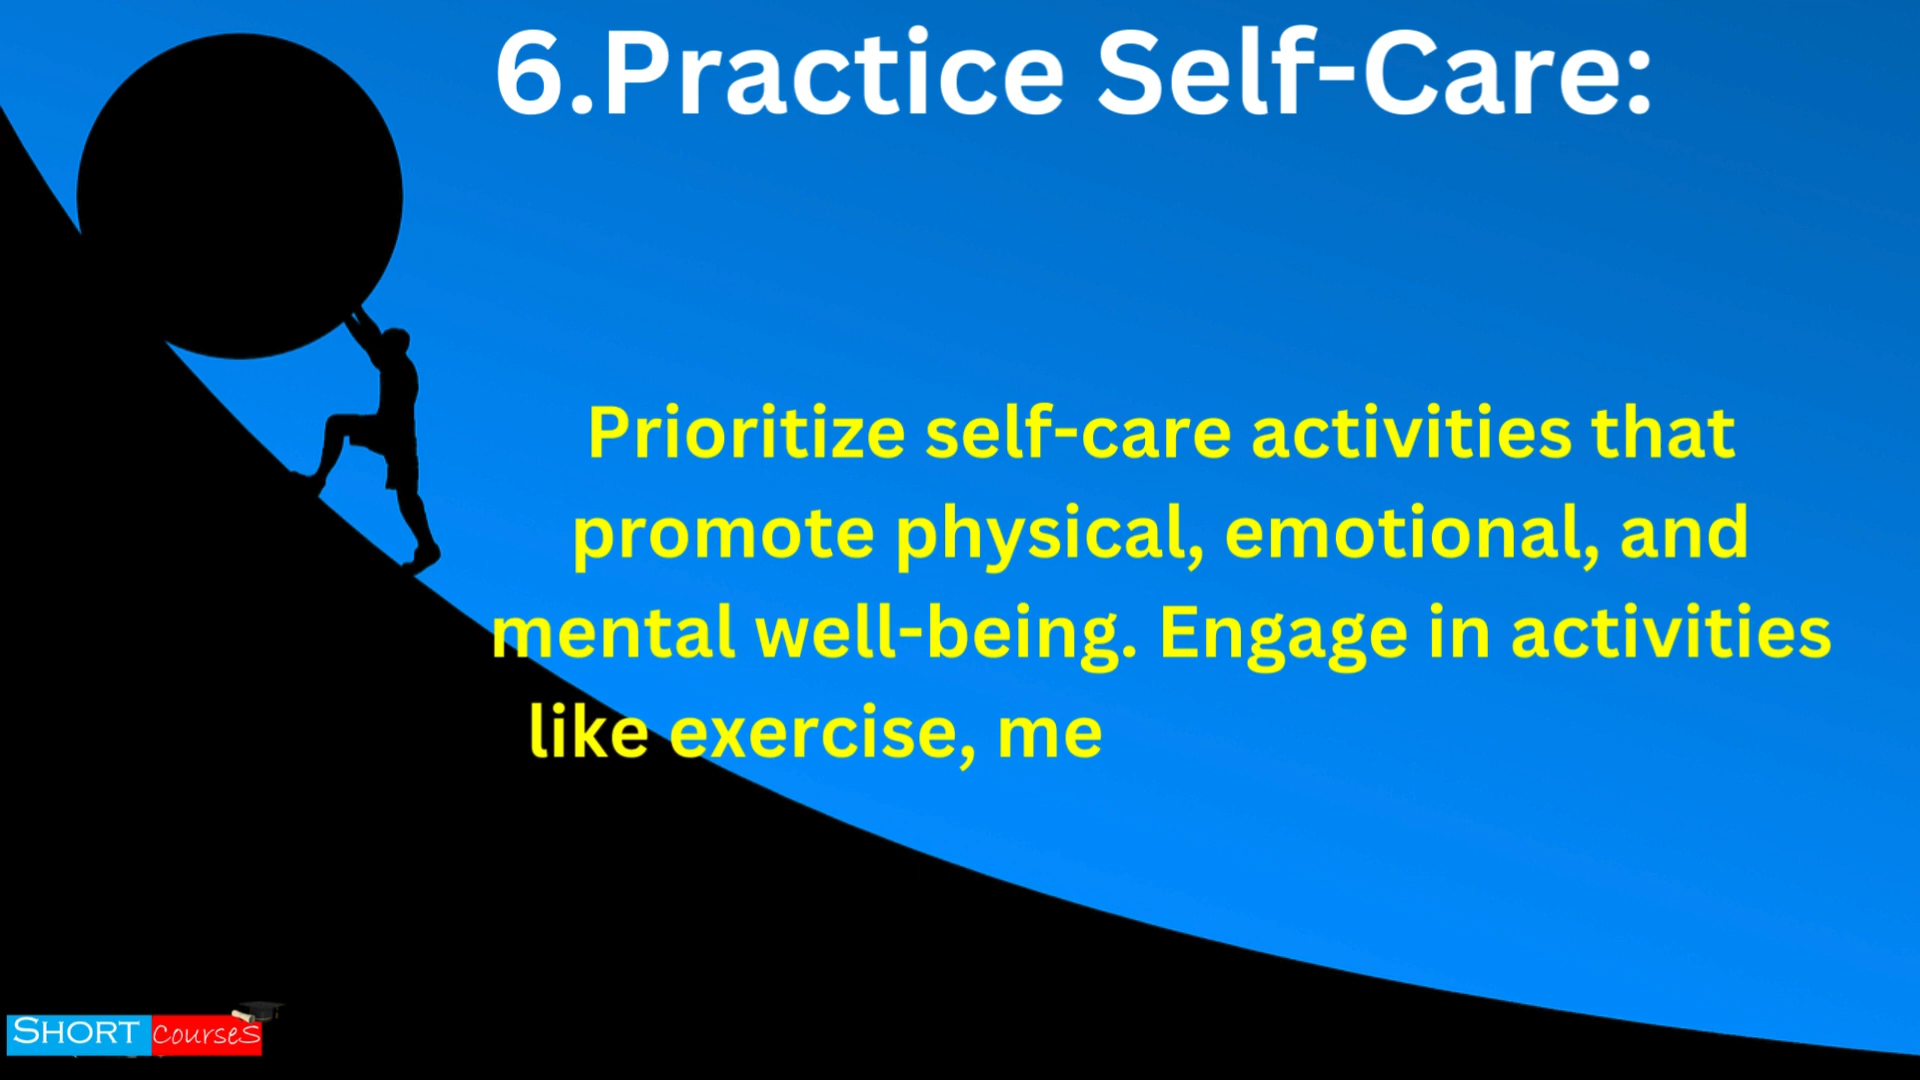 6.Practice Self-Care:
Prioritize self-care activities that
promote physical, emotional, and
mental well-being. Engage in activities
like exercise, me
SHORT Courses